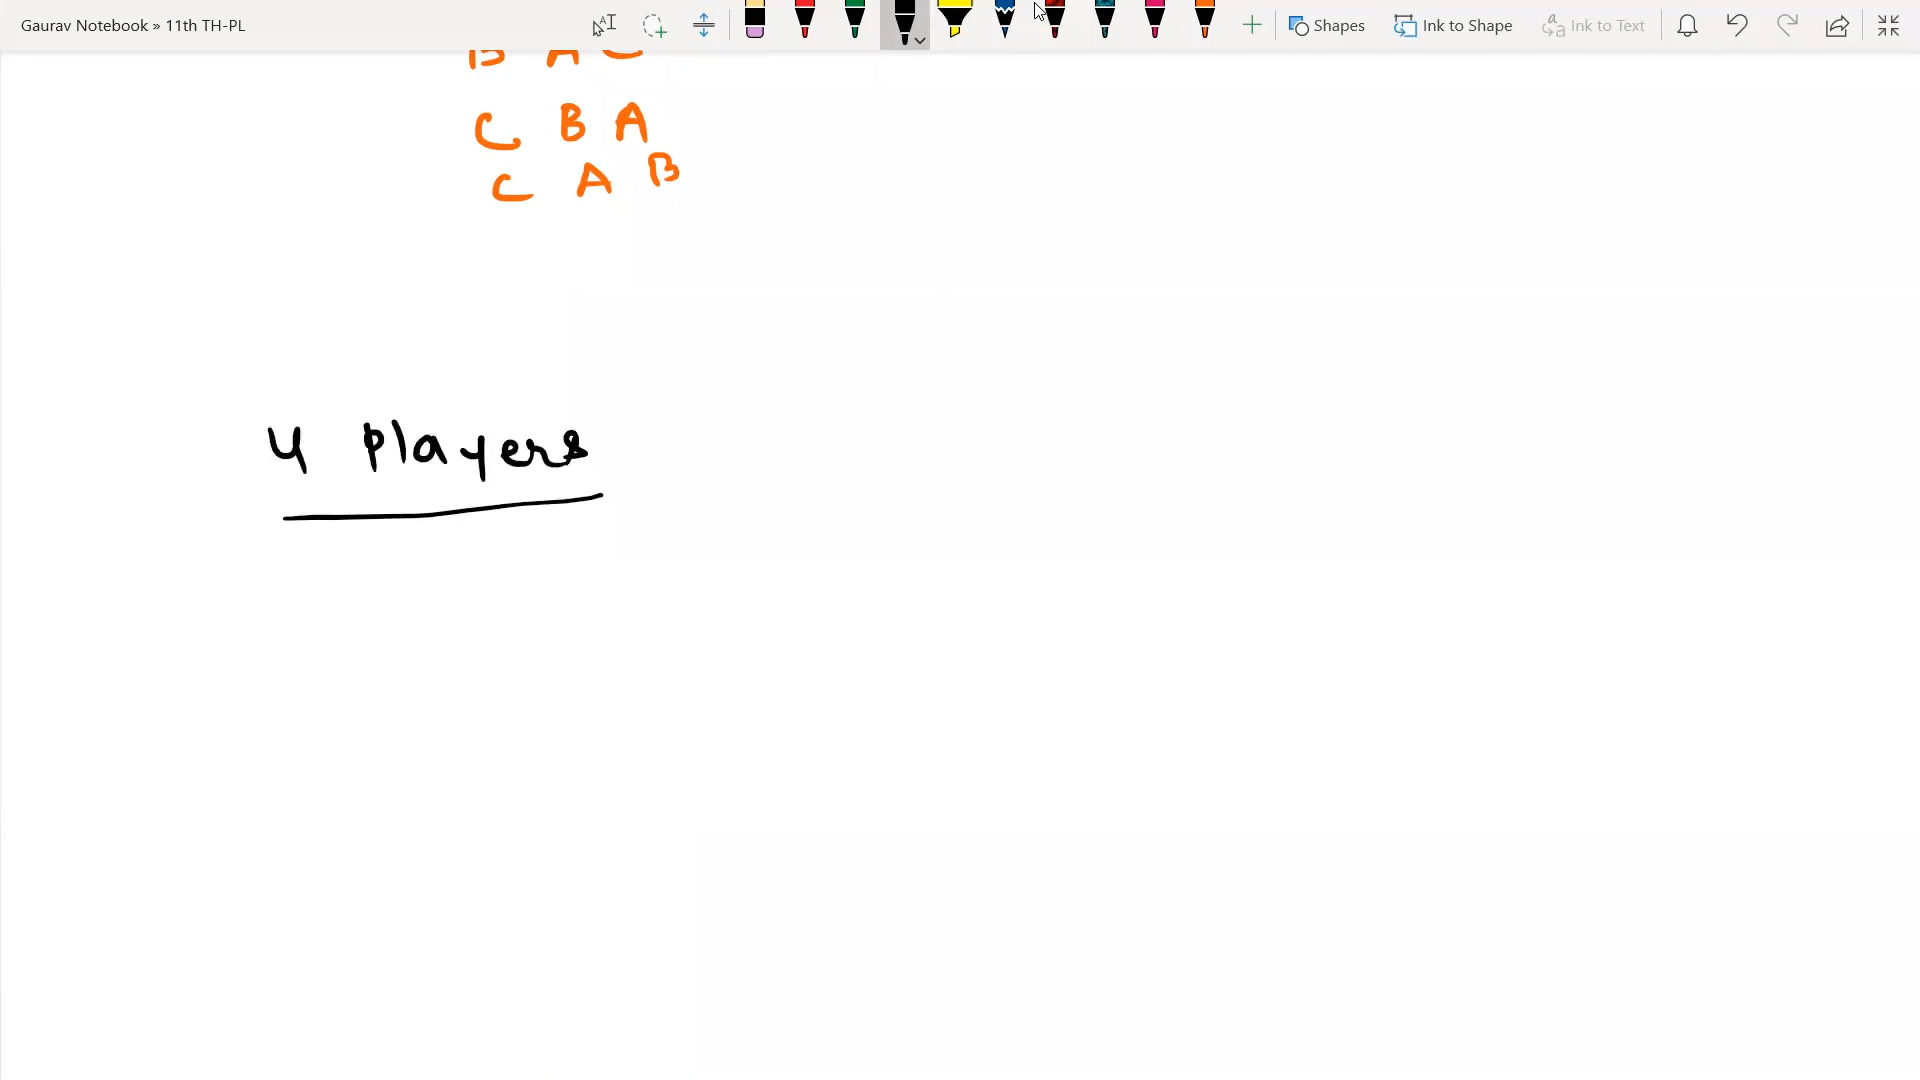 Gaurav Notebook » 11th TH-PL
Shapes
Ink to Shape
Ink to Text
B A C
C B A
C A B
4 Players